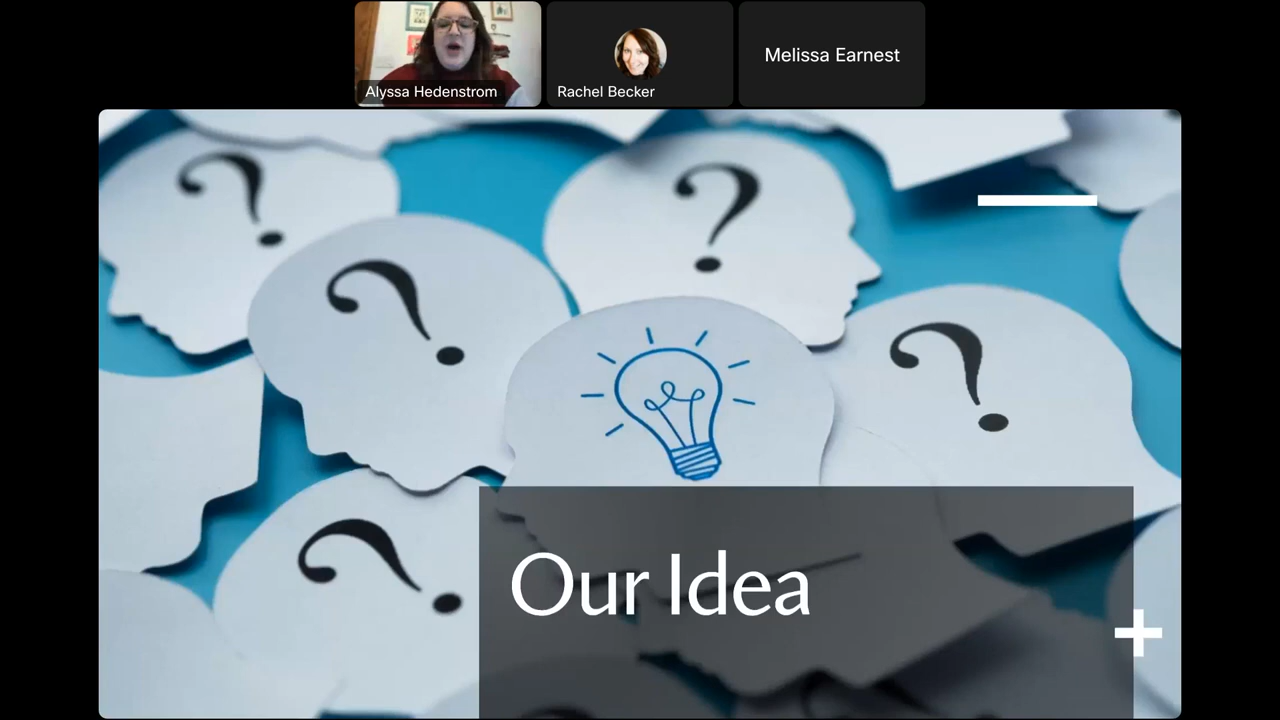 Alyssa Hedenstrom
Rachel Becker
Melissa Earnest
?
?
?
?
?
Our Idea